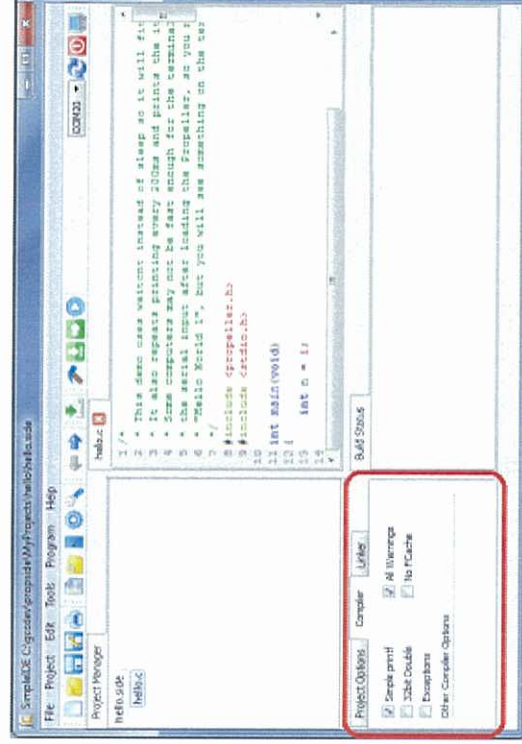 SimpleIDE C:\gccdev\propside\MyProjects\hello\hello.side
File Project Edit Tools Program Help
COM20
Project Manager
hello.side
hello.c
hello.c
1 /*
2 * This demo uses waitcnt instead of sleep so it will fit
3 * It also repeats printing every 200ms and prints the it
4 * Some computers may not be fast enough for the terminal
5 * the serial input after loading the Propeller, so you m
6 * "Hello World 1", but you will see something on the ter
7 */
8 #include <propeller.h>
9 #include <stdio.h>
10
11 int main(void)
12 {
13 int n = 1;
14
Project Options Compiler Linker
Simple printf All Warnings
32bit Double No FCache
Exceptions
Other Compiler Options
Build Status